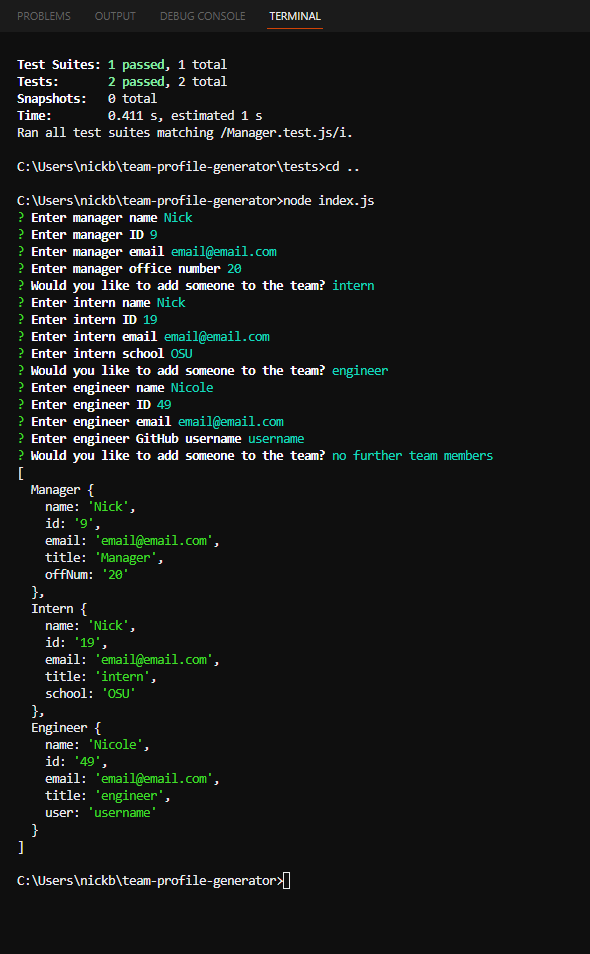 PROBLEMS OUTPUT DEBUG CONSOLE TERMINAL
Test Suites: 1 passed, 1 total
Tests:       2 passed, 2 total
Snapshots:   0 total
Time:        0.411 s, estimated 1 s
Ran all test suites matching /Manager.test.js/i.
C:\Users\nickb\team-profile-generator\tests>cd ..
C:\Users\nickb\team-profile-generator>node index.js
? Enter manager name Nick
? Enter manager ID 9
? Enter manager email email@email.com
? Enter manager office number 20
? Would you like to add someone to the team? intern
? Enter intern name Nick
? Enter intern ID 19
? Enter intern email email@email.com
? Enter intern school OSU
? Would you like to add someone to the team? engineer
? Enter engineer name Nicole
? Enter engineer ID 49
? Enter engineer email email@email.com
? Enter engineer GitHub username username
? Would you like to add someone to the team? no further team members
[
  Manager {
    name: 'Nick',
    id: '9',
    email: 'email@email.com',
    title: 'Manager',
    offNum: '20'
  },
  Intern {
    name: 'Nick',
    id: '19',
    email: 'email@email.com',
    title: 'intern',
    school: 'OSU'
  },
  Engineer {
    name: 'Nicole',
    id: '49',
    email: 'email@email.com',
    title: 'engineer',
    user: 'username'
  }
]
C:\Users\nickb\team-profile-generator>